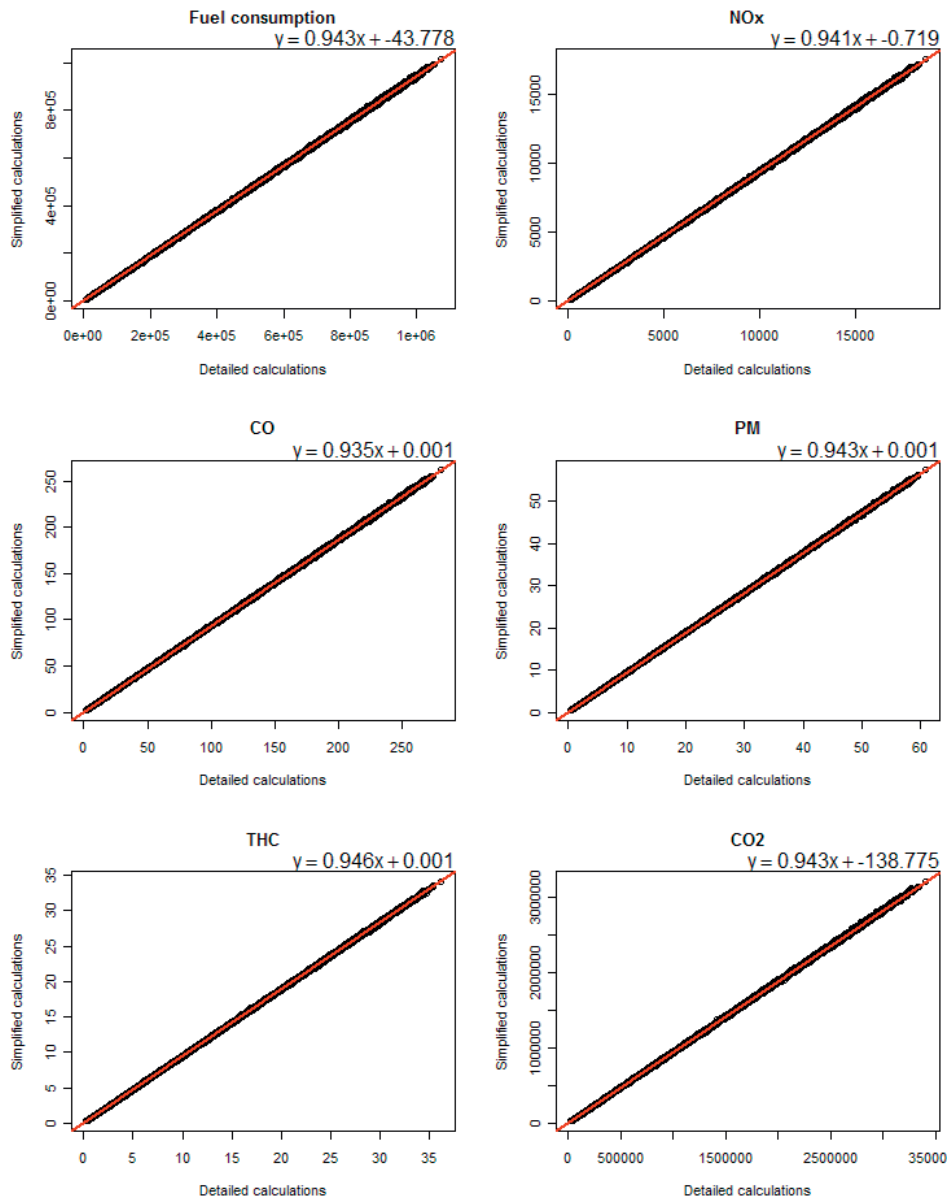 Fuel consumption
y = 0.943x + -43.778
Simplified calculations
8e+05
4e+05
0e+00
0e+00 2e+05 4e+05 6e+05 8e+05 1e+06
Detailed calculations
NOx
y = 0.941x + -0.719
Simplified calculations
15000
10000
5000
0
0 5000 10000 15000
Detailed calculations
CO
y = 0.935x + 0.001
Simplified calculations
250
200
150
100
50
0
0 50 100 150 200 250
Detailed calculations
PM
y = 0.943x + 0.001
Simplified calculations
50
40
30
20
10
0
0 10 20 30 40 50 60
Detailed calculations
THC
y = 0.946x + 0.001
Simplified calculations
35
30
25
20
15
10
5
0
0 5 10 15 20 25 30 35
Detailed calculations
CO2
y = 0.943x + -138.775
Simplified calculations
3000000
2000000
1000000
0
0 500000 1500000 2500000 35000
Detailed calculations